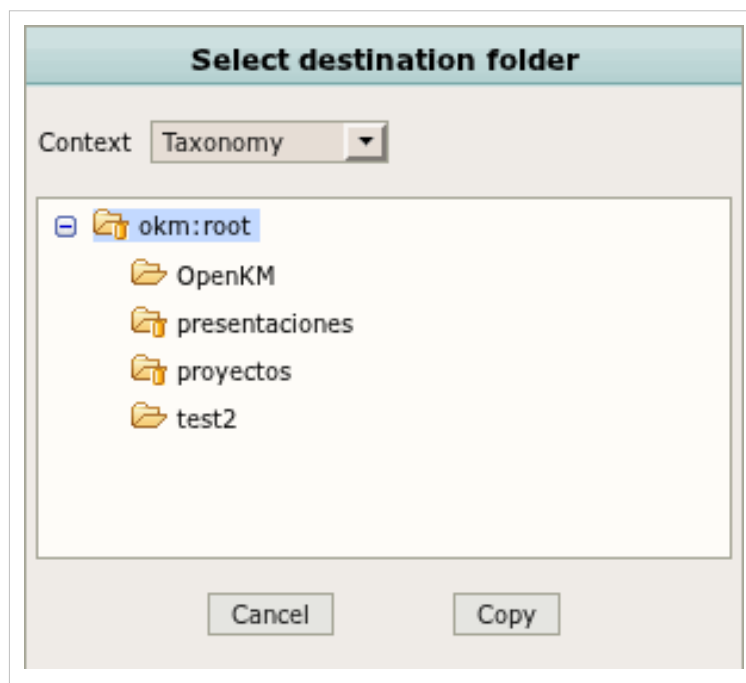 Select destination folder
Context Taxonomy
okm:root
OpenKM
presentaciones
proyectos
test2
Cancel Copy